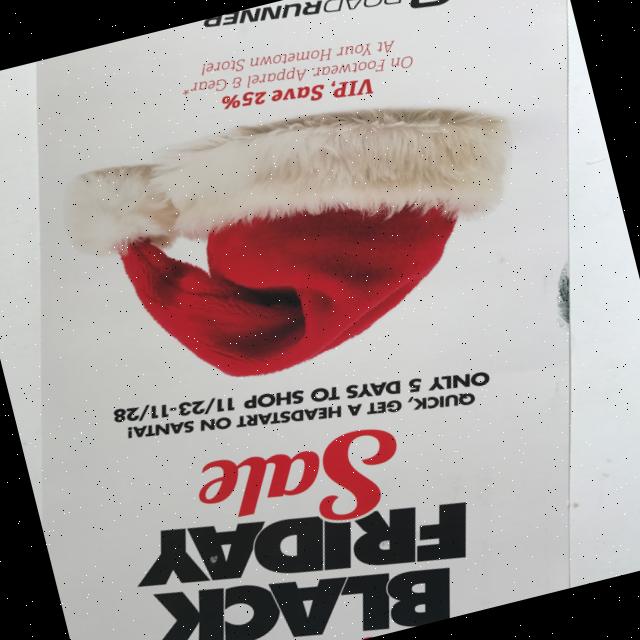 BLACK
FRIDAY
Sale
QUICK, GET A HEADSTART ON SANTA!
ONLY 5 DAYS TO SHOP 11/23-11/28
VIP, Save 25%
On Footwear, Apparel & Gear*
At Your Hometown Store!
ROADRUNNER